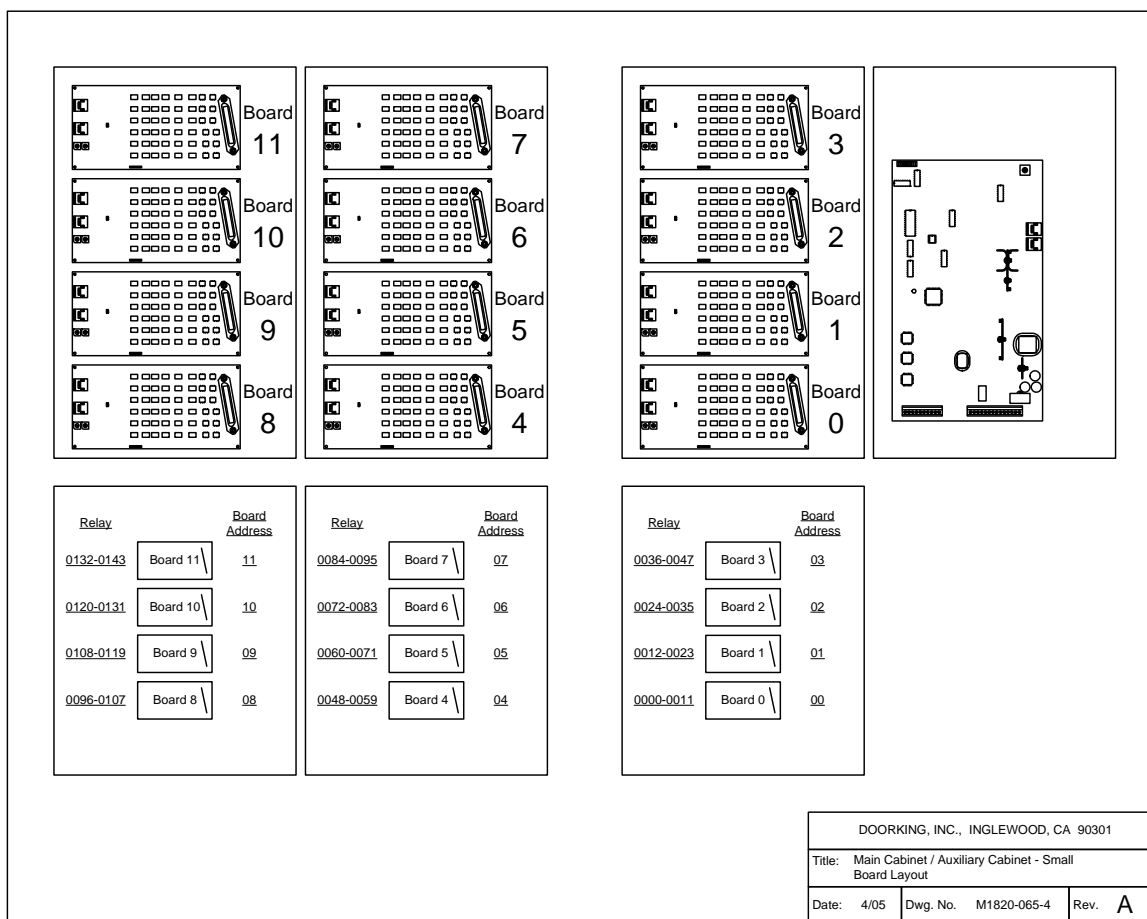 Board
11
Board
10
Board
9
Board
8
Board
7
Board
6
Board
5
Board
4
Board
3
Board
2
Board
1
Board
0
Relay Board
Address
0132-0143 Board 11 11
0120-0131 Board 10 10
0108-0119 Board 9 09
0096-0107 Board 8 08
Relay Board
Address
0084-0095 Board 7 07
0072-0083 Board 6 06
0060-0071 Board 5 05
0048-0059 Board 4 04
Relay Board
Address
0036-0047 Board 3 03
0024-0035 Board 2 02
0012-0023 Board 1 01
0000-0011 Board 0 00
DOORKING, INC., INGLEWOOD, CA 90301
Title: Main Cabinet / Auxiliary Cabinet - Small
Board Layout
Date: 4/05 Dwg. No. M1820-065-4 Rev. A